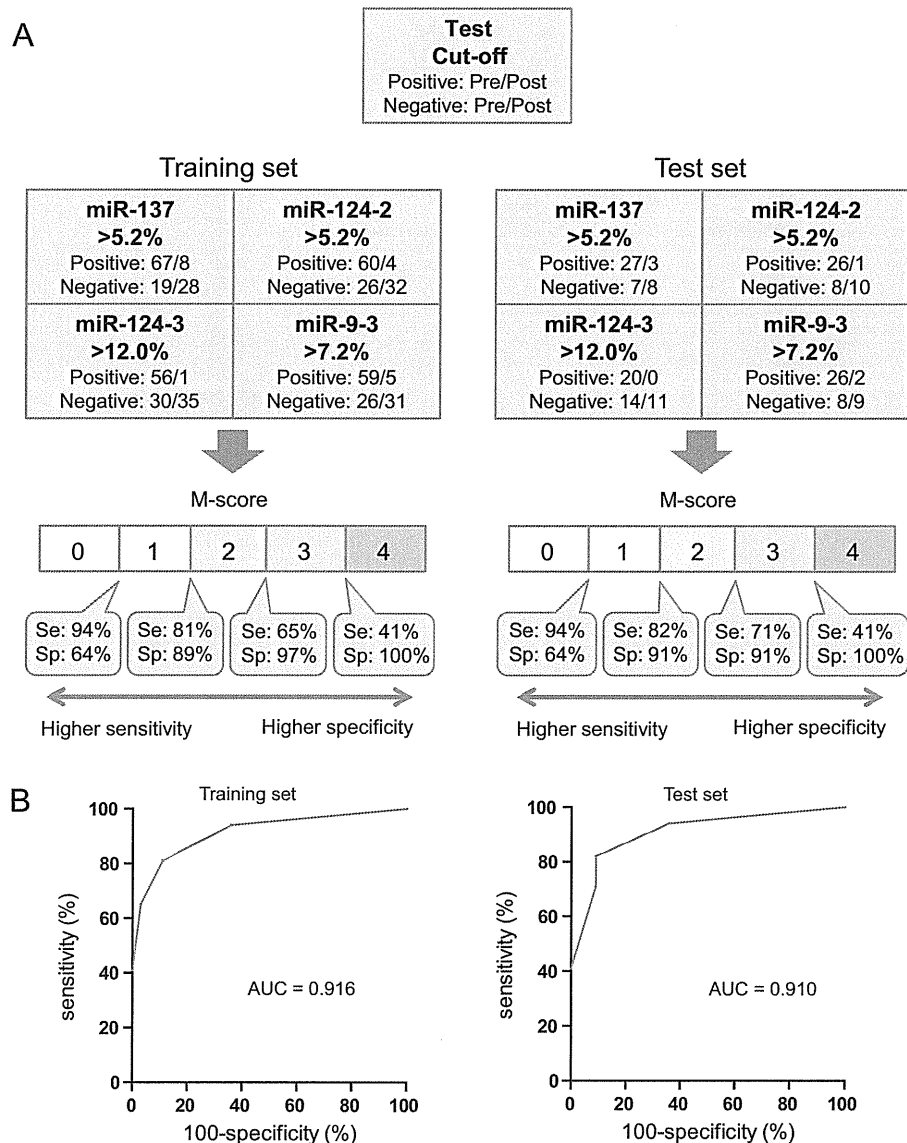 A
Test
Cut-off
Positive: Pre/Post
Negative: Pre/Post
Training set
miR-137
>5.2%
Positive: 67/8
Negative: 19/28
miR-124-2
>5.2%
Positive: 60/4
Negative: 26/32
miR-124-3
>12.0%
Positive: 56/1
Negative: 30/35
miR-9-3
>7.2%
Positive: 59/5
Negative: 26/31
M-score
0 1 2 3 4
Se: 94%
Sp: 64%
Se: 81%
Sp: 89%
Se: 65%
Sp: 97%
Se: 41%
Sp: 100%
Higher sensitivity
Higher specificity
Test set
miR-137
>5.2%
Positive: 27/3
Negative: 7/8
miR-124-2
>5.2%
Positive: 26/1
Negative: 8/10
miR-124-3
>12.0%
Positive: 20/0
Negative: 14/11
miR-9-3
>7.2%
Positive: 26/2
Negative: 8/9
M-score
0 1 2 3 4
Se: 94%
Sp: 64%
Se: 82%
Sp: 91%
Se: 71%
Sp: 91%
Se: 41%
Sp: 100%
Higher sensitivity
Higher specificity
B
Training set
sensitivity (%)
100
80
60
40
20
0
AUC = 0.916
0 20 40 60 80 100
100-specificity (%)
Test set
sensitivity (%)
100
80
60
40
20
0
AUC = 0.910
0 20 40 60 80 100
100-specificity (%)